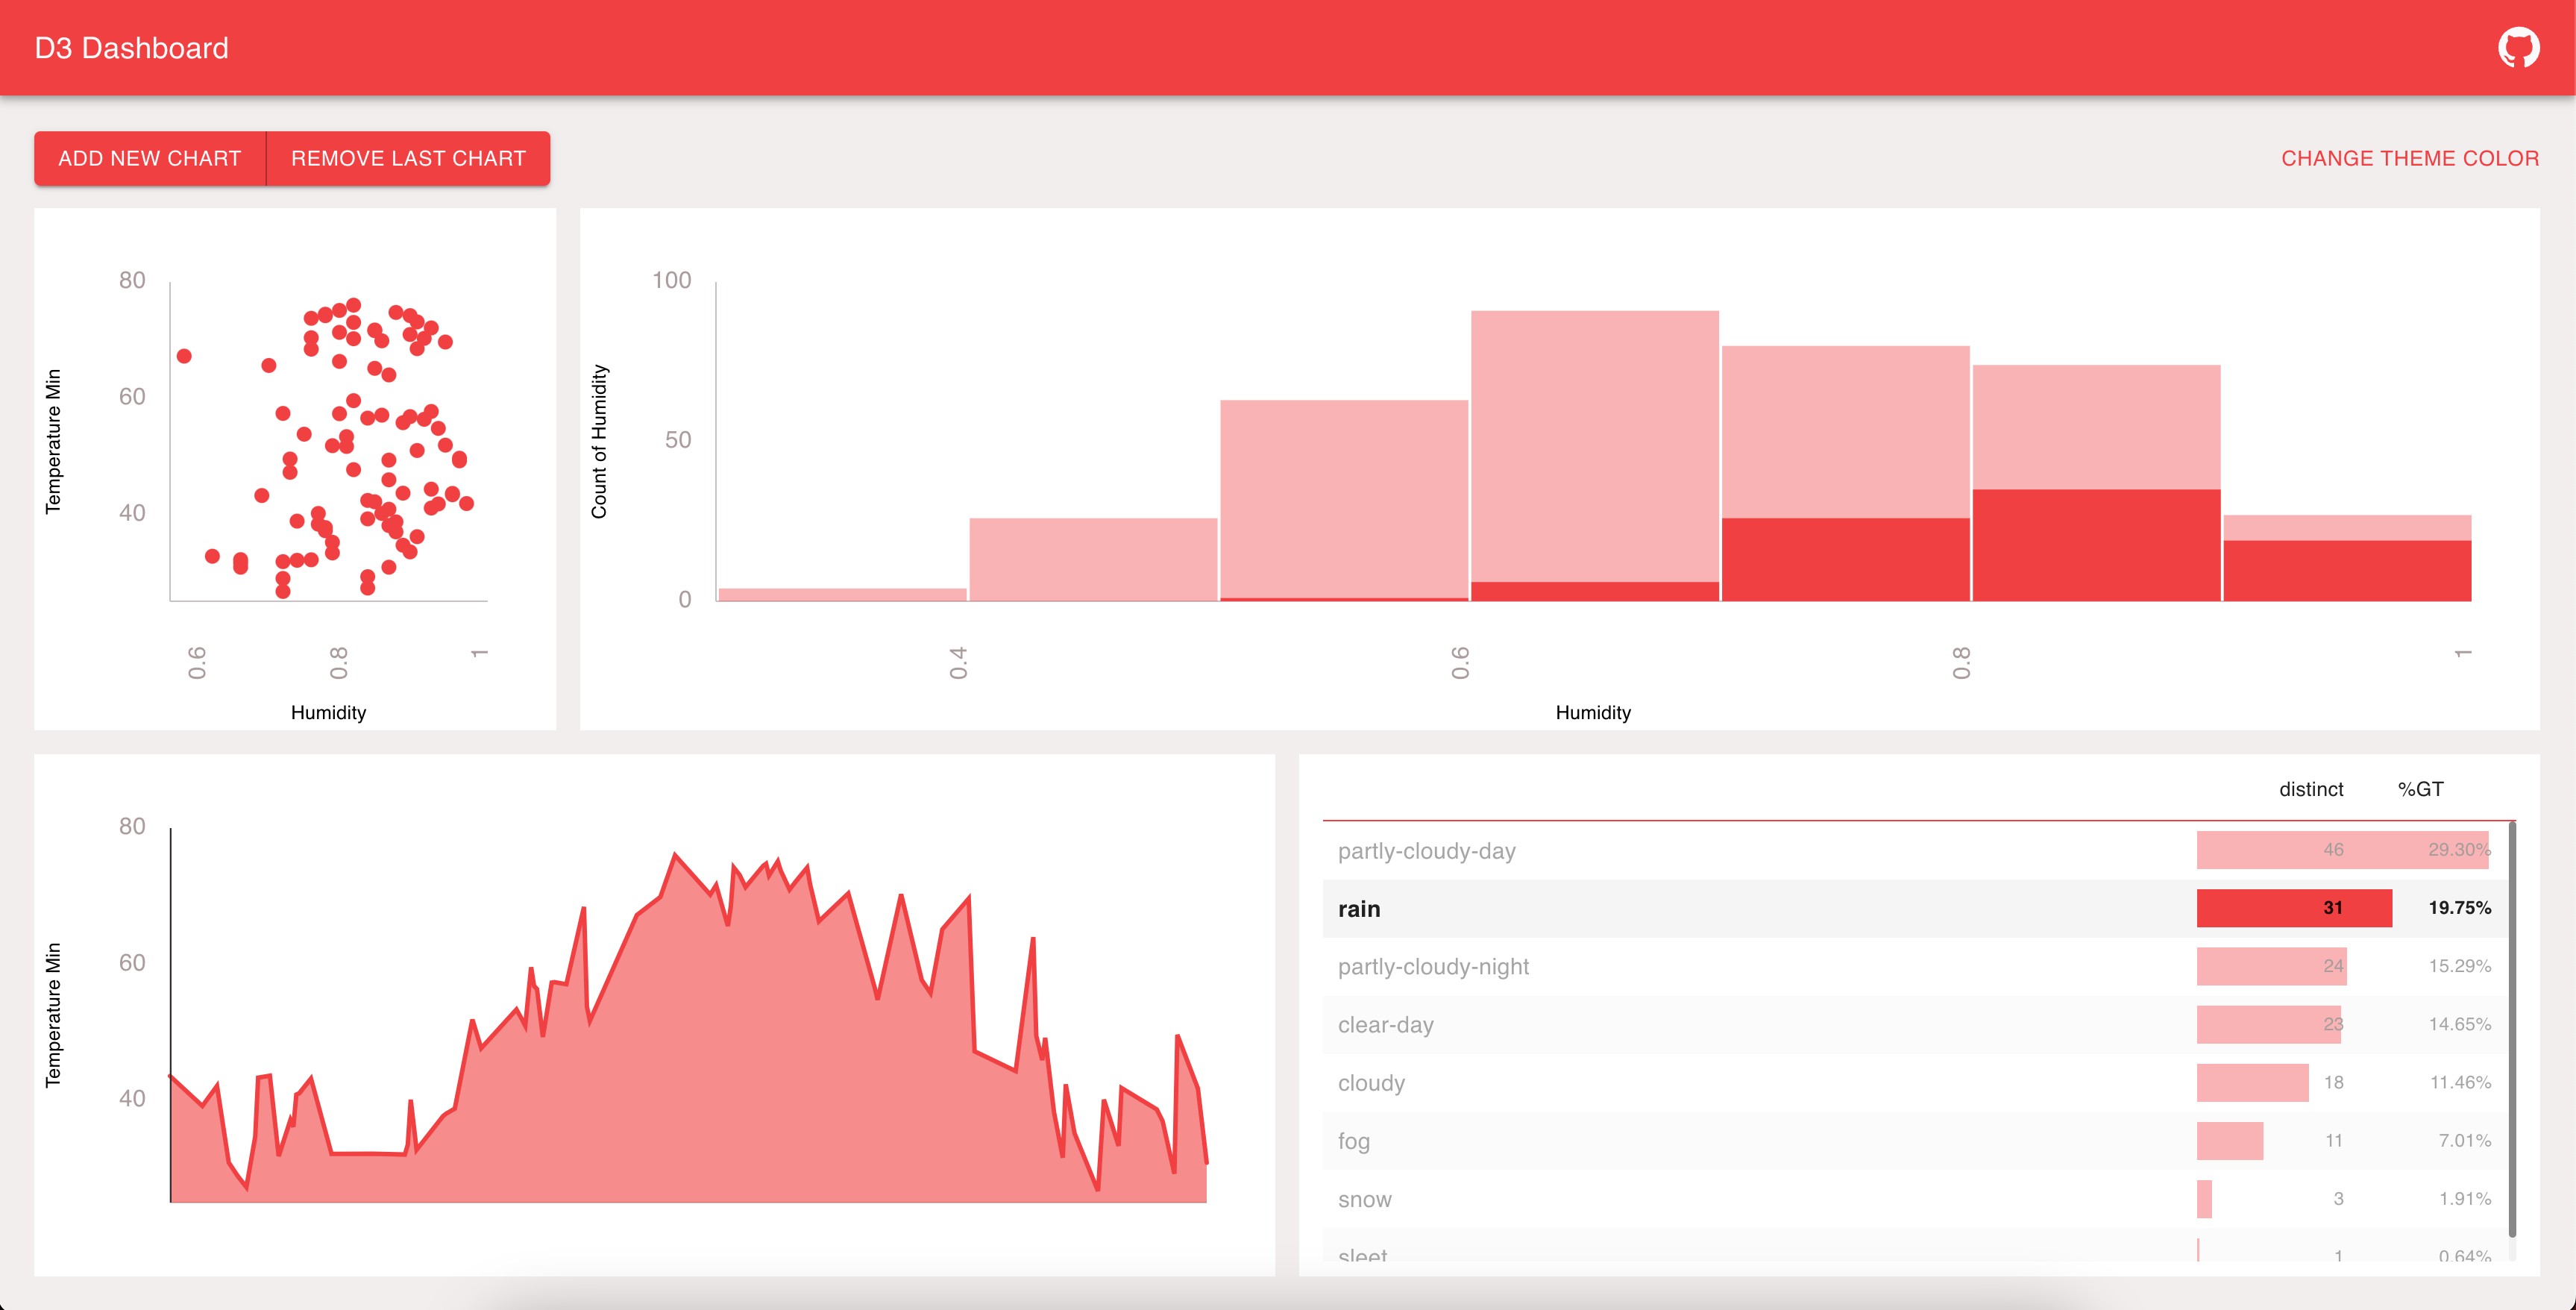 D3 Dashboard
ADD NEW CHART REMOVE LAST CHART CHANGE THEME COLOR
80
60
40
Temperature Min
0.6 0.8 1
Humidity
100
50
0
Count of Humidity
0.4 0.6 0.8 1
Humidity
80
60
40
Temperature Min
distinct %GT
partly-cloudy-day 46 29.30%
rain 31 19.75%
partly-cloudy-night 24 15.29%
clear-day 23 14.65%
cloudy 18 11.46%
fog 11 7.01%
snow 3 1.91%
sleet 1 0.64%